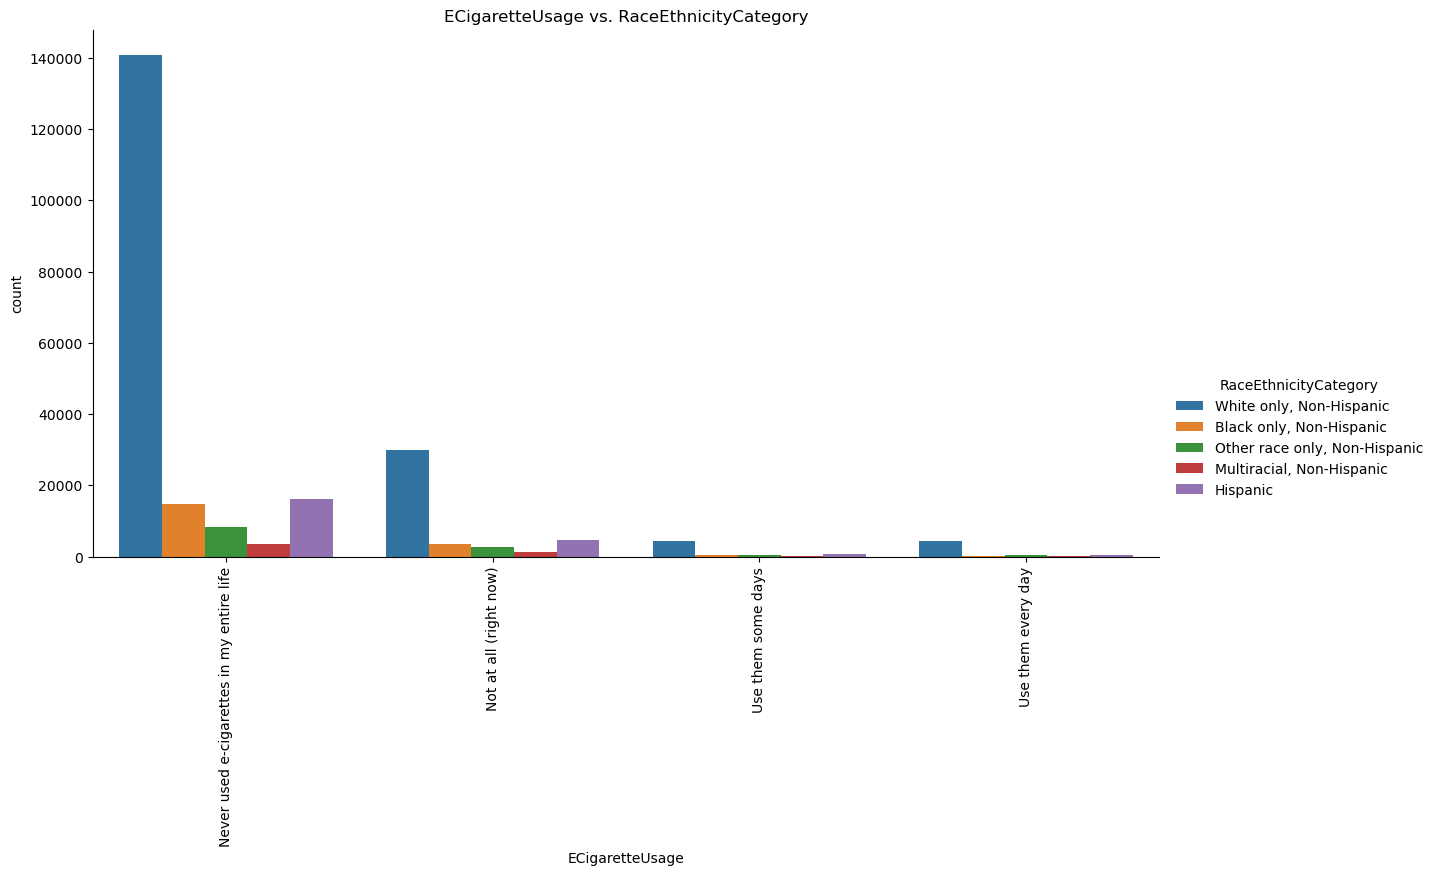 ECigaretteUsage vs. RaceEthnicityCategory
140000
120000
100000
80000
60000
40000
20000
0
count
Never used e-cigarettes in my entire life
Not at all (right now)
Use them some days
Use them every day
ECigaretteUsage
RaceEthnicityCategory
White only, Non-Hispanic
Black only, Non-Hispanic
Other race only, Non-Hispanic
Multiracial, Non-Hispanic
Hispanic